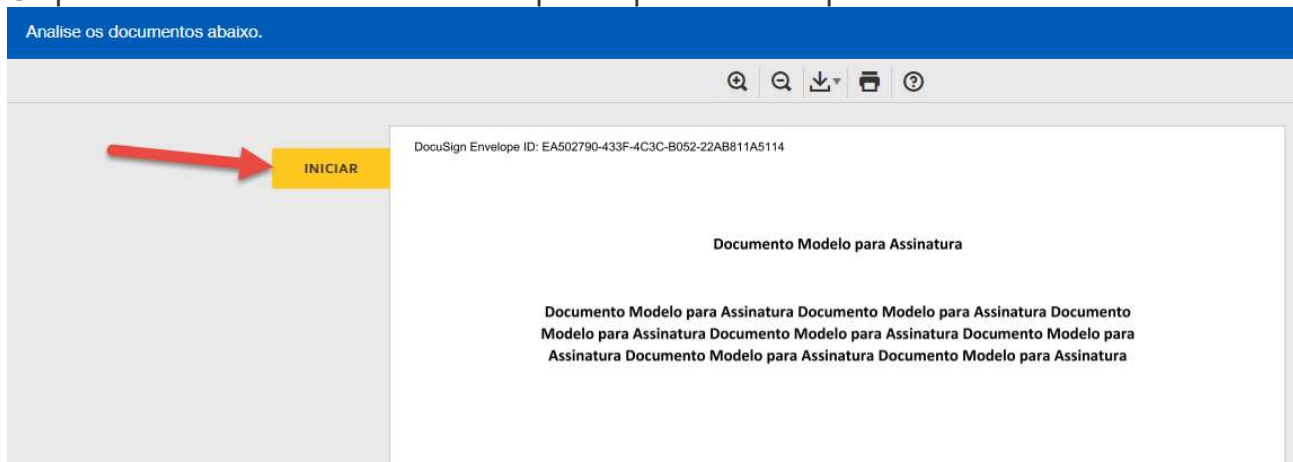 Analise os documentos abaixo.
INICIAR
DocuSign Envelope ID: EA502790-433F-4C3C-B052-22AB811A5114
Documento Modelo para Assinatura
Documento Modelo para Assinatura Documento Modelo para Assinatura Documento
Modelo para Assinatura Documento Modelo para Assinatura Documento Modelo para
Assinatura Documento Modelo para Assinatura Documento Modelo para Assinatura